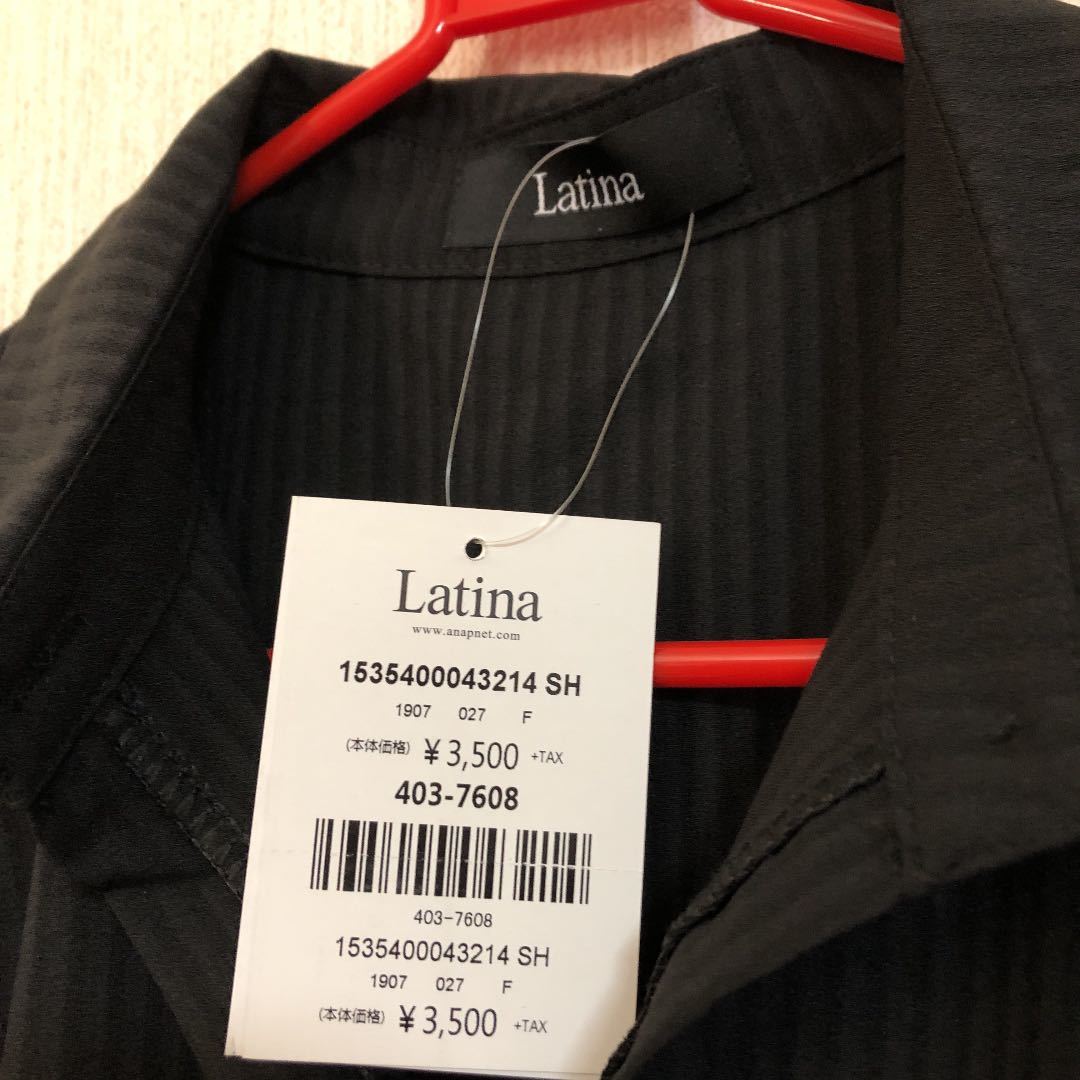 Latina
Latina
www.anapnet.com
1535400043214 SH
1907 027 F
(本体価格) ¥3,500 +TAX
403-7608
403-7608
1535400043214 SH
1907 027 F
(本体価格) ¥3,500 +TAX